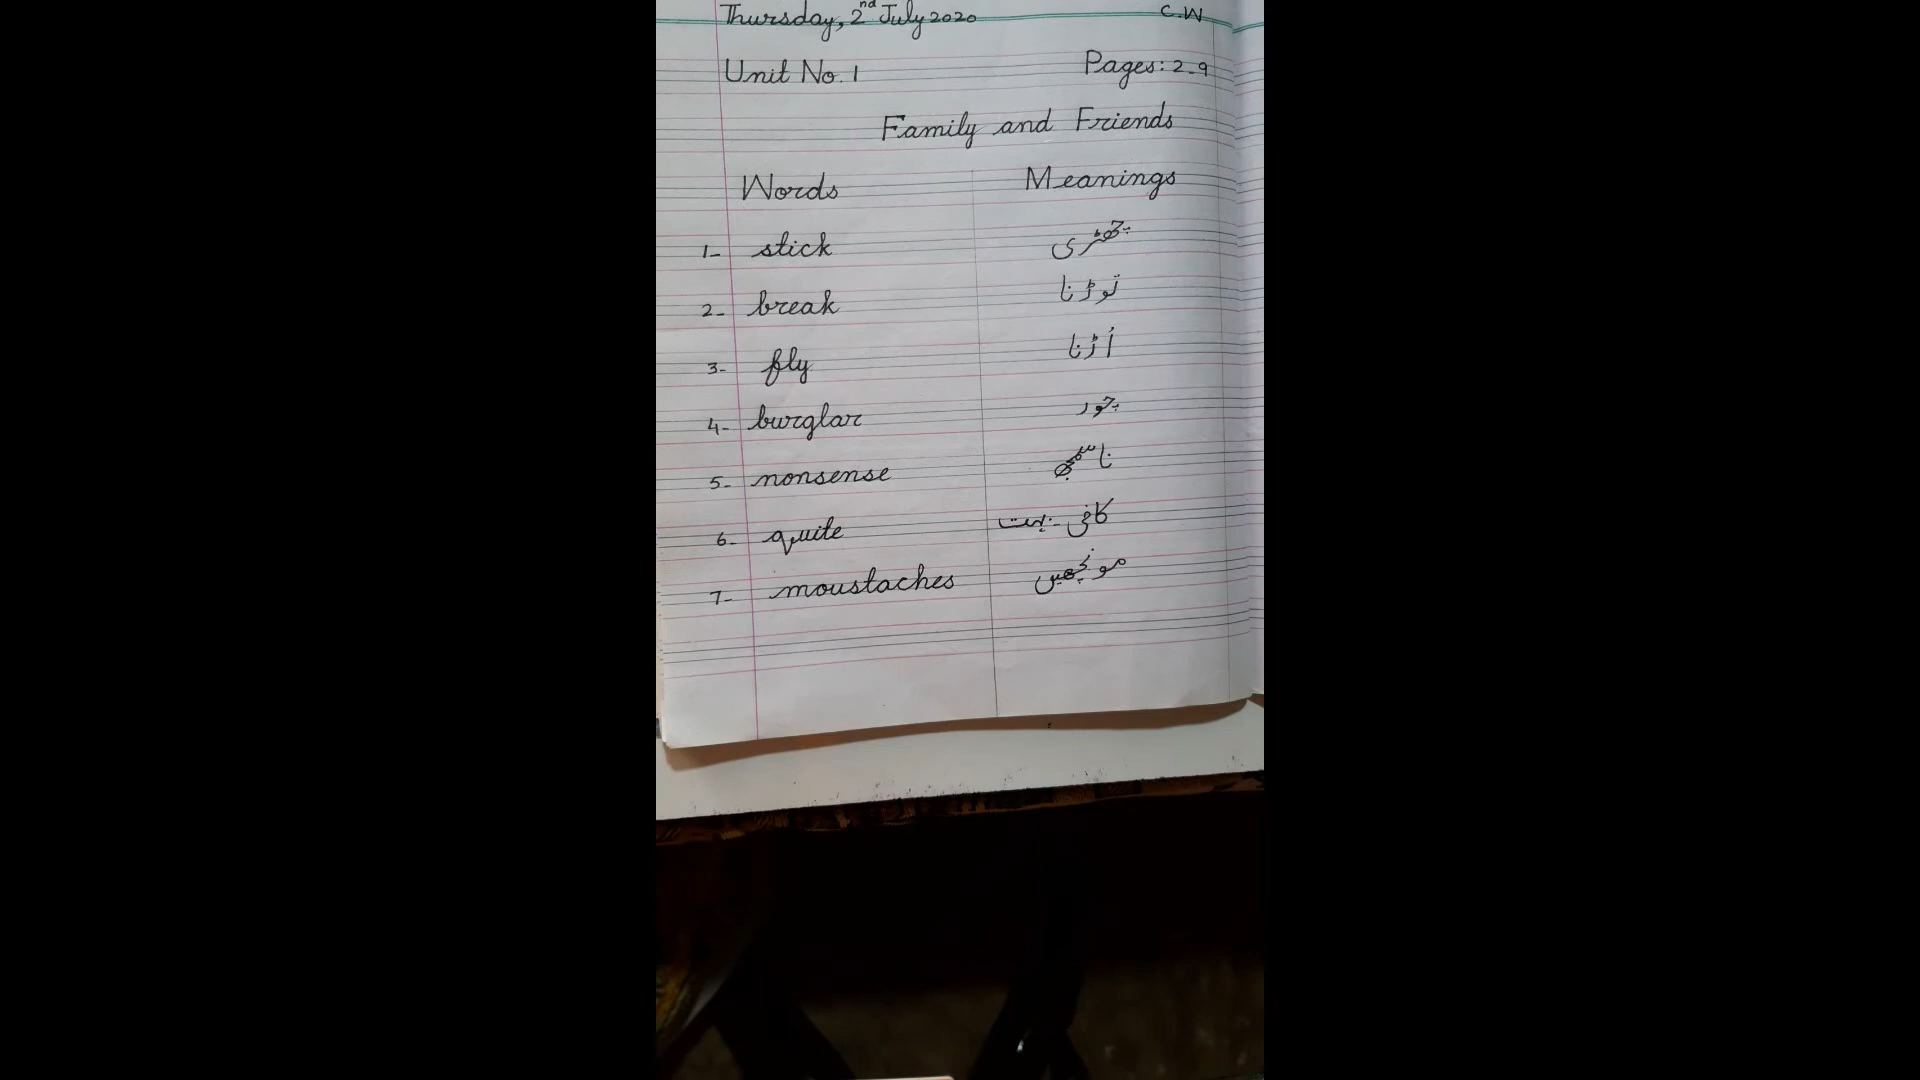 Thursday, 2nd July 2020 C.W
Unit No. 1 Pages: 2-9
Family and Friends
Words Meanings
1- stick چھڑی
2- break توڑنا
3- fly اُڑنا
4- burglar چور
5- nonsense ناسمجھ
6- quite کافی - بہت
7- moustaches مونچھیں